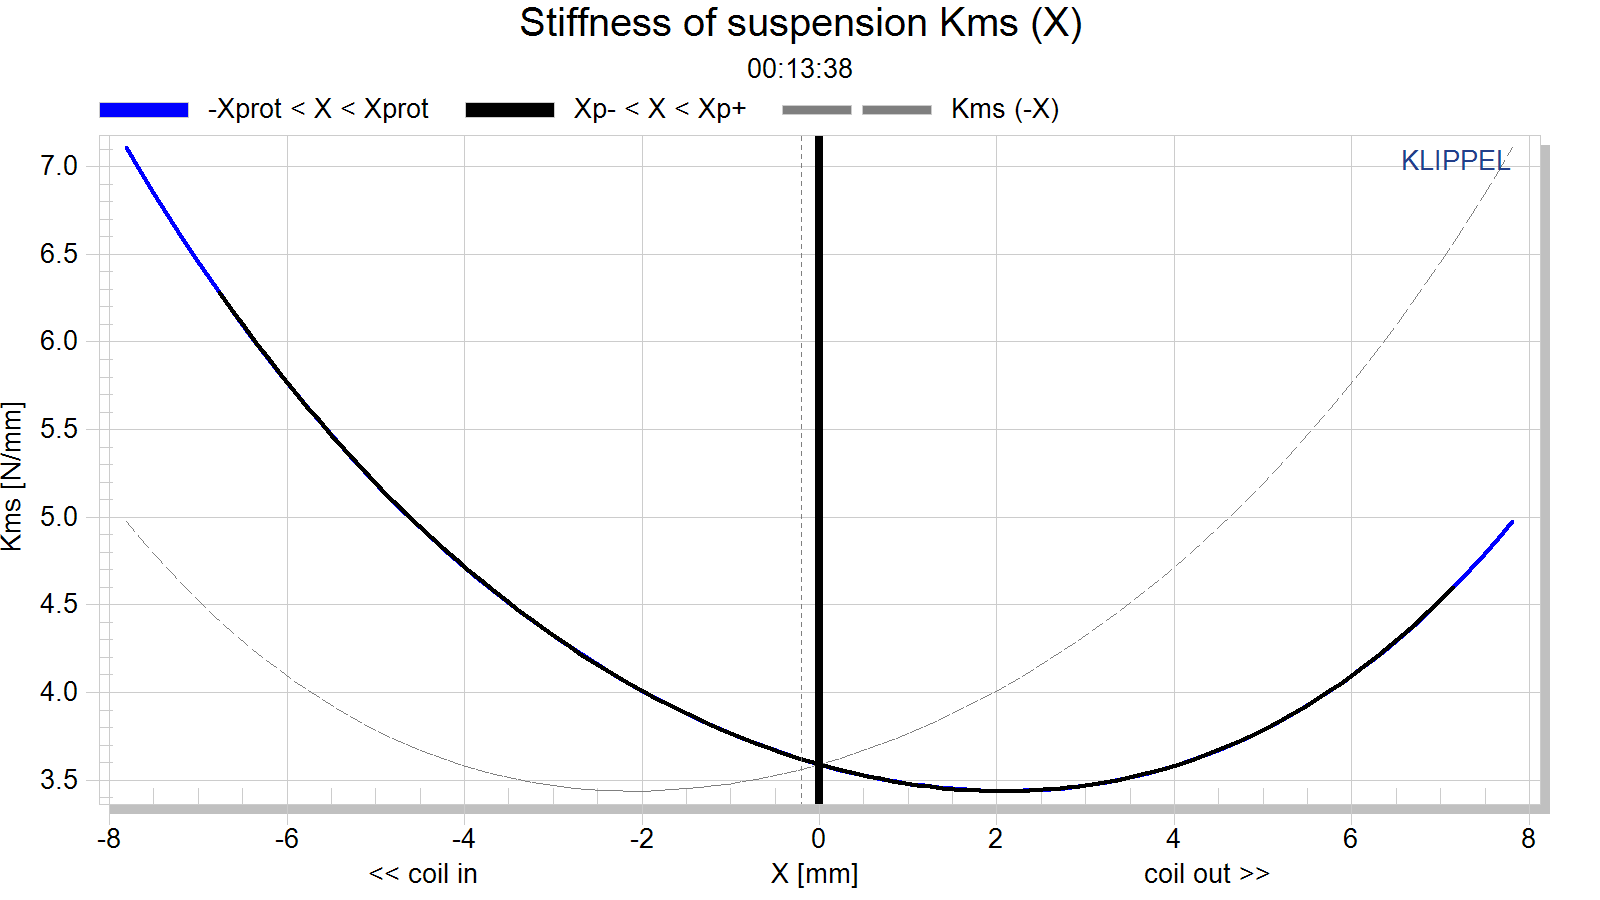 Stiffness of suspension Kms (X)
00:13:38
-Xprot < X < Xprot Xp- < X < Xp+ Kms (-X)
KLIPPEL
7.0
6.5
6.0
5.5
5.0
4.5
4.0
3.5
Kms [N/mm]
-8 -6 -4 -2 0 2 4 6 8
<< coil in X [mm] coil out >>